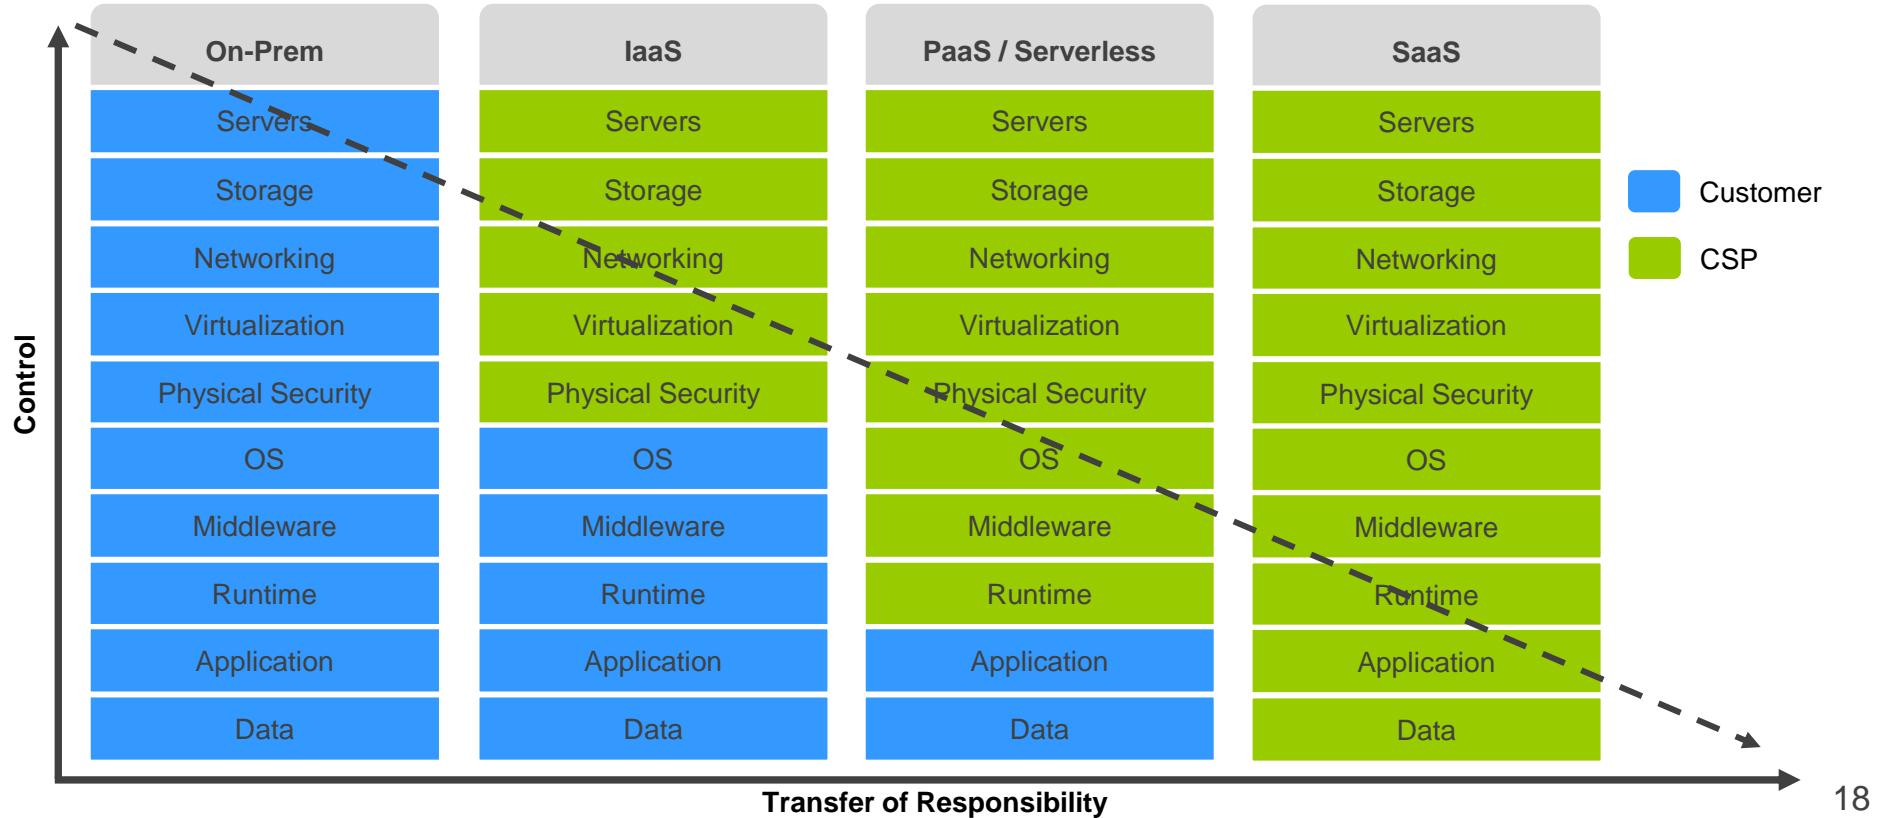 On-Prem
IaaS
PaaS / Serverless
SaaS
Servers
Servers
Servers
Servers
Storage
Storage
Storage
Storage
Networking
Networking
Networking
Networking
Virtualization
Virtualization
Virtualization
Virtualization
Physical Security
Physical Security
Physical Security
Physical Security
OS
OS
OS
OS
Middleware
Middleware
Middleware
Middleware
Runtime
Runtime
Runtime
Runtime
Application
Application
Application
Application
Data
Data
Data
Data
Customer
CSP
Control
Transfer of Responsibility
18